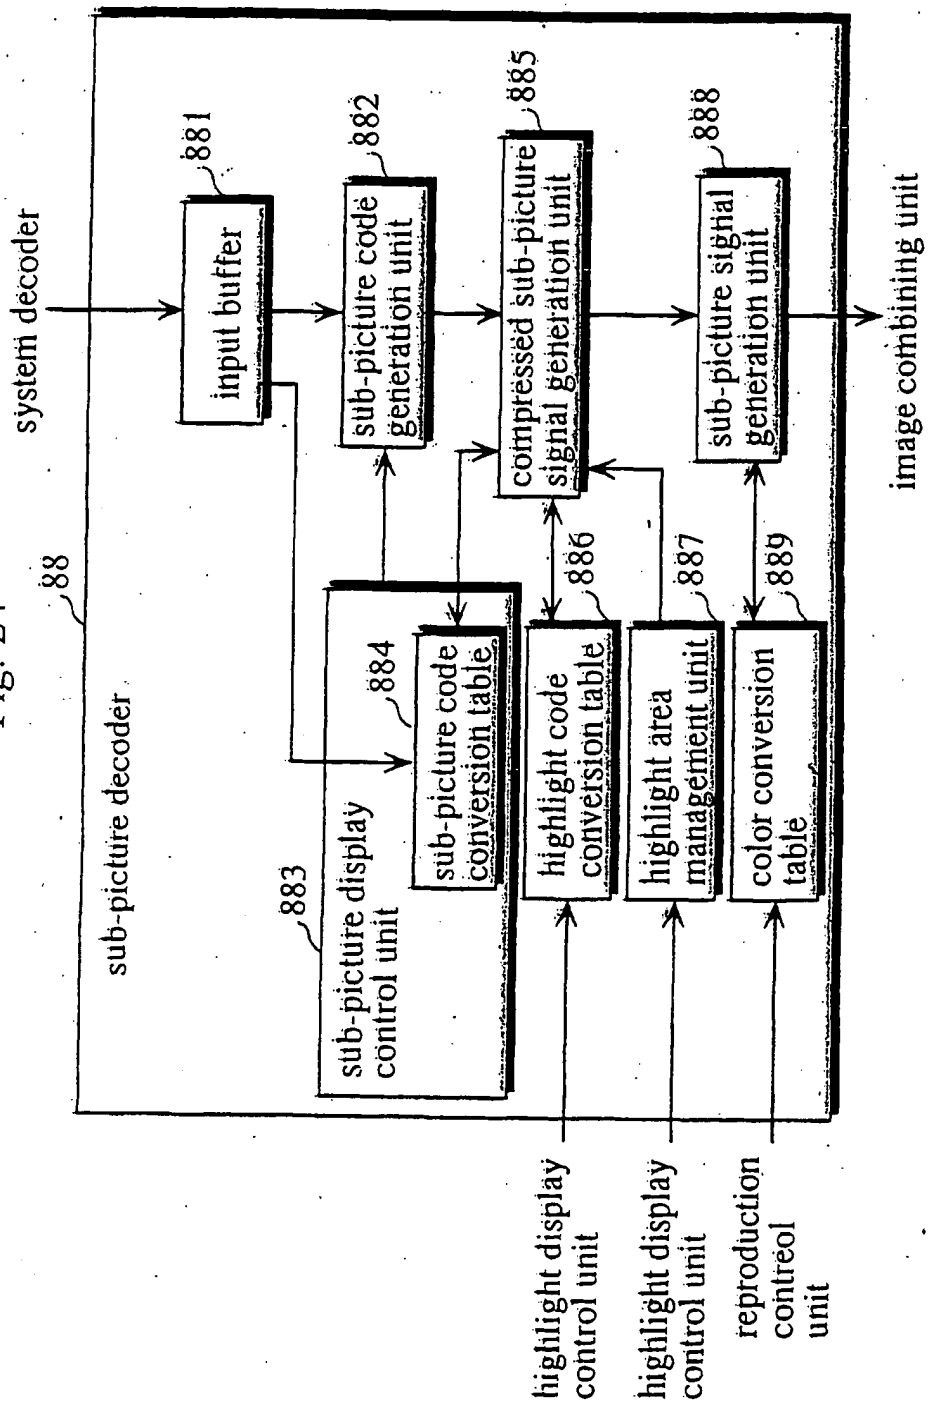 88
sub-picture decoder
system decoder
881
input buffer
882
sub-picture code
generation unit
883
sub-picture display
control unit
884
sub-picture code
conversion table
885
compressed sub-picture
signal generation unit
highlight display
control unit
886
highlight code
conversion table
highlight display
control unit
887
highlight area
management unit
888
sub-picture signal
generation unit
reproduction
contreol
unit
889
color conversion
table
image combining unit